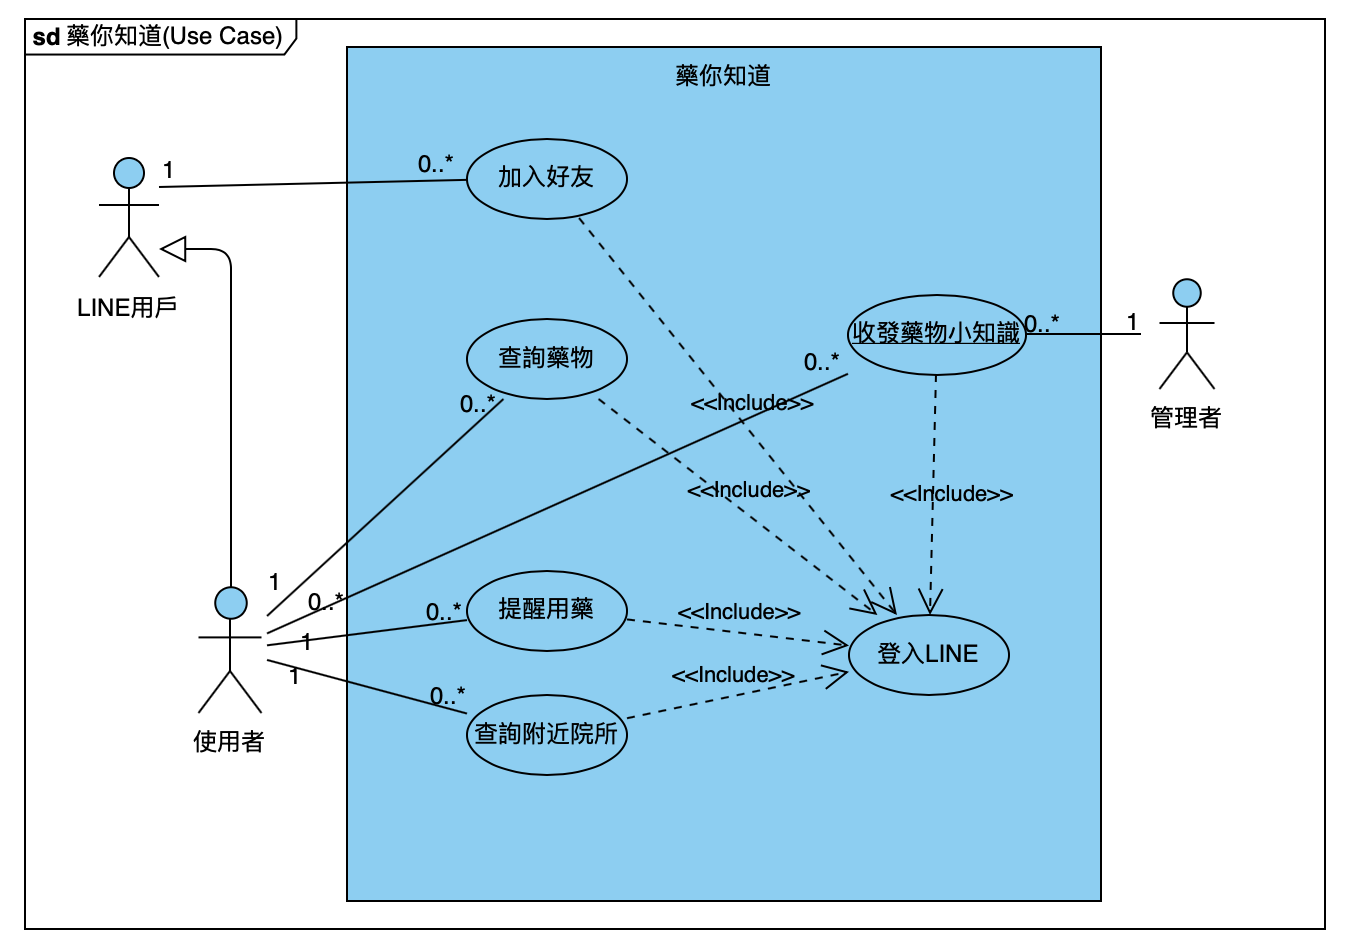 sd 藥你知道(Use Case)
藥你知道
1
0..*
加入好友
LINE用戶
查詢藥物
0..*
收發藥物小知識
0..*
1
0..*
管理者
<<Include>>
<<Include>>
<<Include>>
1
0..*
1
0..*
提醒用藥
<<Include>>
1
0..*
查詢附近院所
<<Include>>
登入LINE
使用者